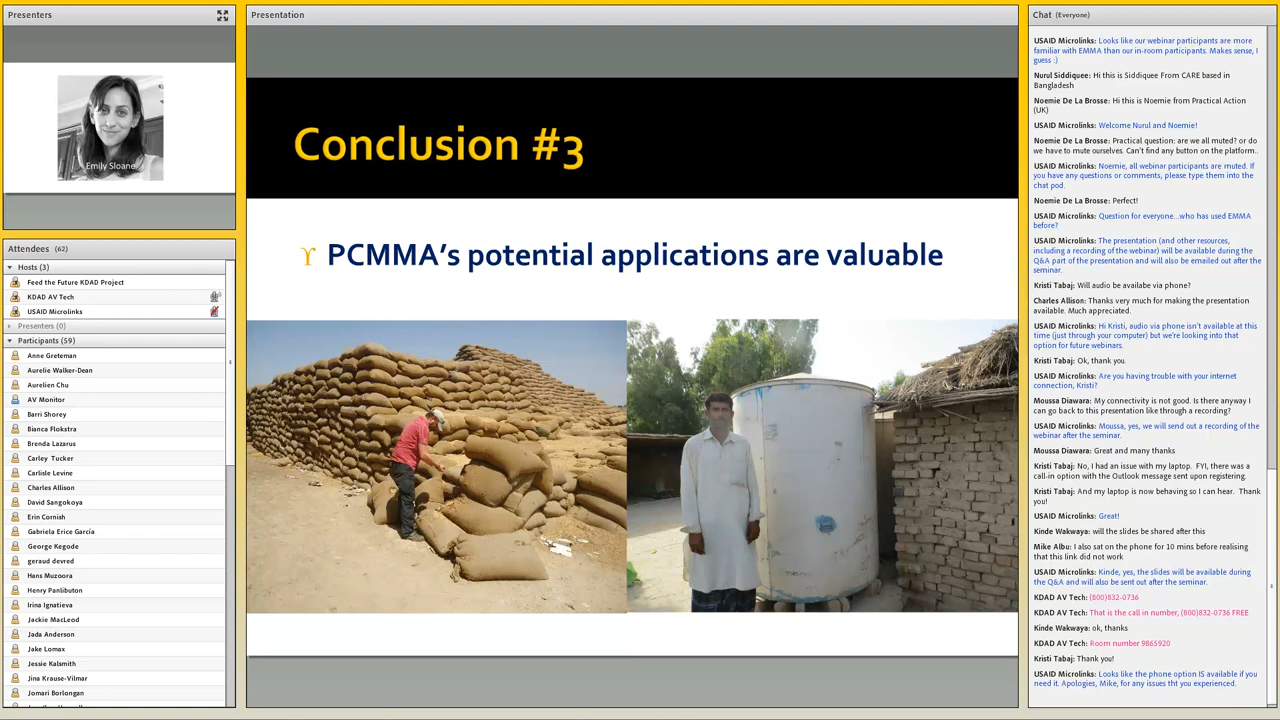 Presenters
Emily Sloane
Attendees (62)
Hosts (3)
Feed the Future KDAD Project
KDAD AV Tech
USAID Microlinks
Presenters (0)
Participants (59)
Anne Greteman
Aurelie Walker-Dean
Aurelien Chu
AV Monitor
Barri Shorey
Bianca Flokstra
Brenda Lazarus
Carley Tucker
Carlisle Levine
Charles Allison
David Sangokoya
Erin Cornish
Gabriela Erice García
George Kegode
geraud devred
Hans Muzoora
Henry Panlibuton
Irina Ignatieva
Jackie MacLeod
Jada Anderson
Jake Lomax
Jessie Kalsmith
Jina Krause-Vilmar
Jomari Borlongan
Presentation
Conclusion #3
PCMMA's potential applications are valuable
Chat (Everyone)
USAID Microlinks: Looks like our webinar participants are more
familiar with EMMA than our in-room participants. Makes sense, I
guess :)
Nurul Siddiquee: Hi this is Siddiquee From CARE based in
Bangladesh
Noemie De La Brosse: Hi this is Noemie from Practical Action
(UK)
USAID Microlinks: Welcome Nurul and Noemie!
Noemie De La Brosse: Practical question: are we all muted? or do
we have to mute ourselves. Can't find any button on the platform..
USAID Microlinks: Noemie, all webinar participants are muted. If
you have any questions or comments, please type them into the
chat pod.
Noemie De La Brosse: Perfect!
USAID Microlinks: Question for everyone...who has used EMMA
before?
USAID Microlinks: The presentation (and other resources,
including a recording of the webinar) will be available during the
Q&A part of the presentation and will also be emailed out after the
seminar.
Kristi Tabaj: Will audio be availabe via phone?
Charles Allison: Thanks very much for making the presentation
available. Much appreciated.
USAID Microlinks: Hi Kristi, audio via phone isn't available at this
time (just through your computer) but we're looking into that
option for future webinars.
Kristi Tabaj: Ok, thank you.
USAID Microlinks: Are you having trouble with your internet
connection, Kristi?
Moussa Diawara: My connectivity is not good. Is there anyway I
can go back to this presentation like through a recording?
USAID Microlinks: Moussa, yes, we will send out a recording of the
webinar after the seminar.
Moussa Diawara: Great and many thanks
Kristi Tabaj: No, I had an issue with my laptop. FYI, there was a
call-in option with the Outlook message sent upon registering.
Kristi Tabaj: And my laptop is now behaving so I can hear. Thank
you!
USAID Microlinks: Great!
Kinde Wakwaya: will the slides be shared after this
Mike Albu: I also sat on the phone for 10 mins before realising
that this link did not work
USAID Microlinks: Kinde, yes, the slides will be available during
the Q&A and will also be sent out after the seminar.
KDAD AV Tech: (800)832-0736
KDAD AV Tech: That is the call in number, (800)832-0736 FREE
Kinde Wakwaya: ok, thanks
KDAD AV Tech: Room number 9865920
Kristi Tabaj: Thank you!
USAID Microlinks: Looks like the phone option IS available if you
need it. Apologies, Mike, for any issues tht you experienced.